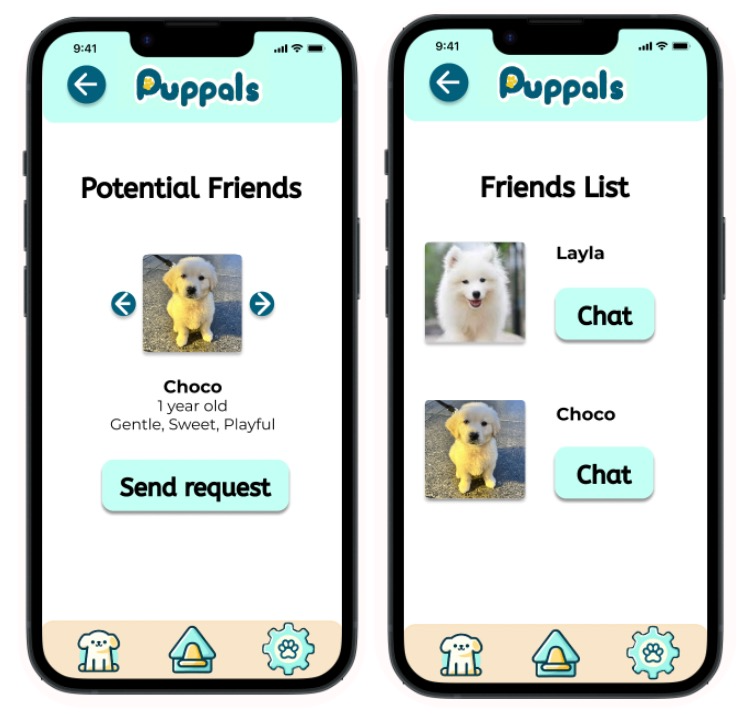 9:41
Puppals
Potential Friends
Choco
1 year old
Gentle, Sweet, Playful
Send request
9:41
Puppals
Friends List
Layla
Chat
Choco
Chat